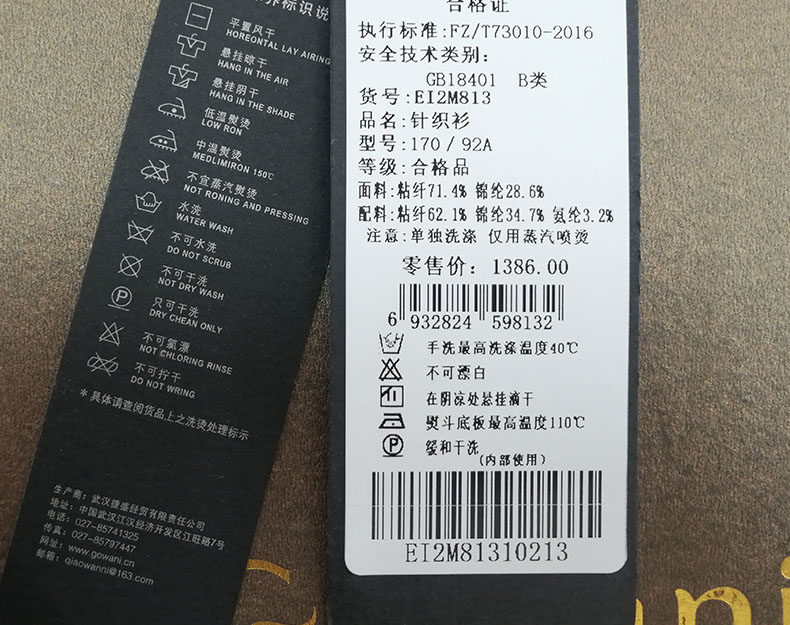 养标识说
平置风干
HOREONTAL LAY AIRING
悬挂晾干
HANG IN THE AIR
悬挂阴干
HANG IN THE SHADE
低温熨烫
LOW RON
中温熨烫
MEDLIMIRON 150℃
不宜蒸汽熨烫
NOT RONING AND PRESSING
水洗
WATER WASH
不可水洗
DO NOT SCRUB
不可干洗
NOT DRY WASH
只可干洗
DRY CHEAN ONLY
不可氯漂
NOT CHLORING RINSE
不可拧干
DO NOT WRING
*具体请查阅货品上之洗烫处理标示
生产商：武汉璟盛经贸有限责任公司
地址：中国武汉江汉经济开发区江旺路7号
电话：027-85741325
传真：027-85797447
网址：www.gowani.cn
邮箱：qiaowanni@163.com
合格证
执行标准:FZ/T73010-2016
安全技术类别:
GB18401 B类
货号:EI2M813
品名:针织衫
型号:170/92A
等级:合格品
面料:粘纤71.4% 锦纶28.6%
配料:粘纤62.1% 锦纶34.7% 氨纶3.2%
注意:单独洗涤 仅用蒸汽喷烫
零售价: 1386.00
6 932824 598132
手洗最高洗涤温度40℃
不可漂白
在阴凉处悬挂滴干
熨斗底板最高温度110℃
P 缓和干洗
(内部使用)
EI2M81310213